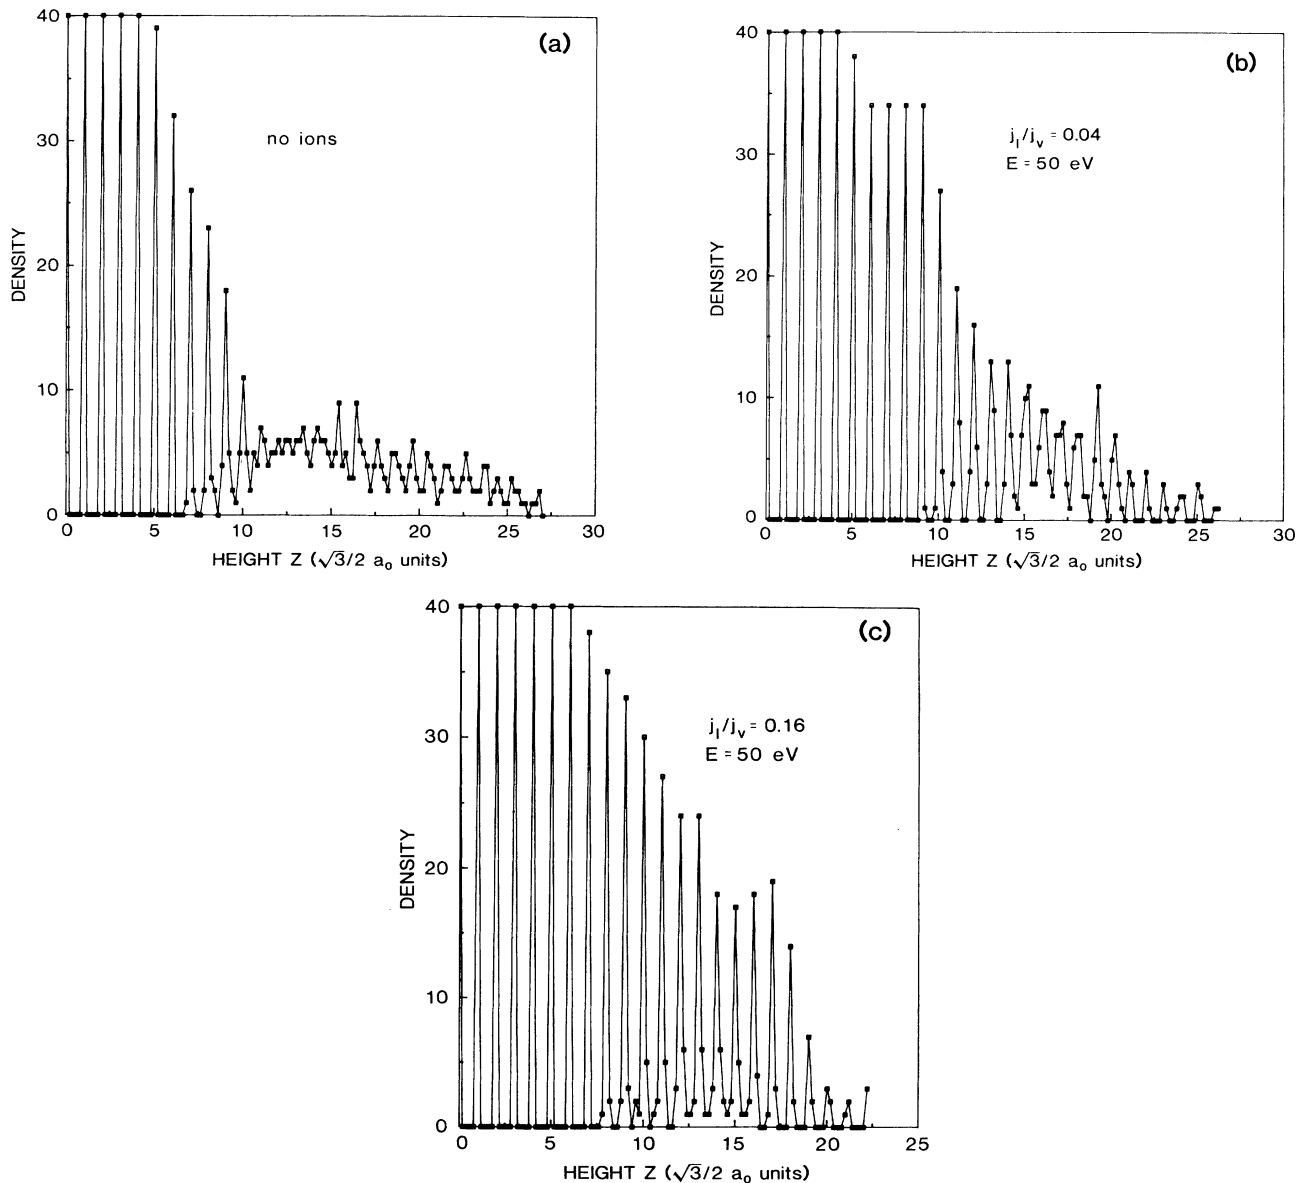 (a)
no ions
40
30
20
10
0
DENSITY
0 5 10 15 20 25 30
HEIGHT Z (√3/2 a₀ units)
(b)
jI/jv = 0.04
E = 50 eV
40
30
20
10
0
DENSITY
0 5 10 15 20 25 30
HEIGHT Z (√3/2 a₀ units)
(c)
jI/jv = 0.16
E = 50 eV
40
30
20
10
0
DENSITY
0 5 10 15 20 25
HEIGHT Z (√3/2 a₀ units)